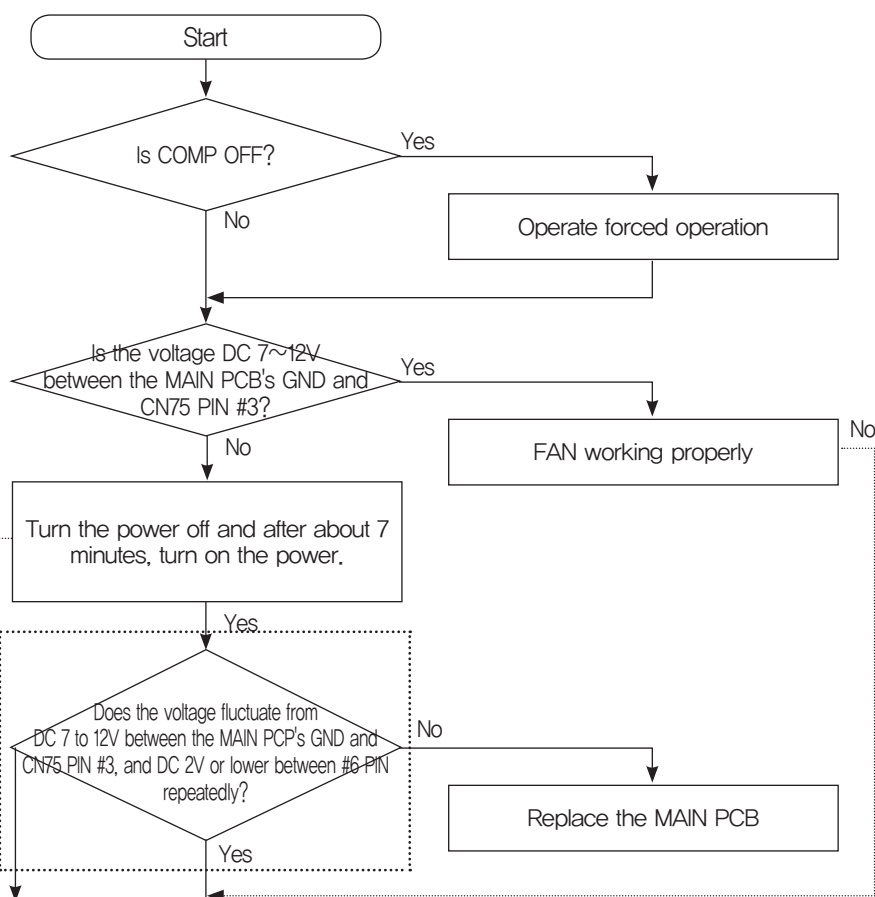 Start
Is COMP OFF?
Yes
No
Operate forced operation
Is the voltage DC 7~12V
between the MAIN PCB's GND and
CN75 PIN #3?
Yes
No
FAN working properly
No
Turn the power off and after about 7
minutes, turn on the power.
Yes
Does the voltage fluctuate from
DC 7 to 12V between the MAIN PCP's GND and
CN75 PIN #3, and DC 2V or lower between #6 PIN
repeatedly?
No
Replace the MAIN PCB
Yes